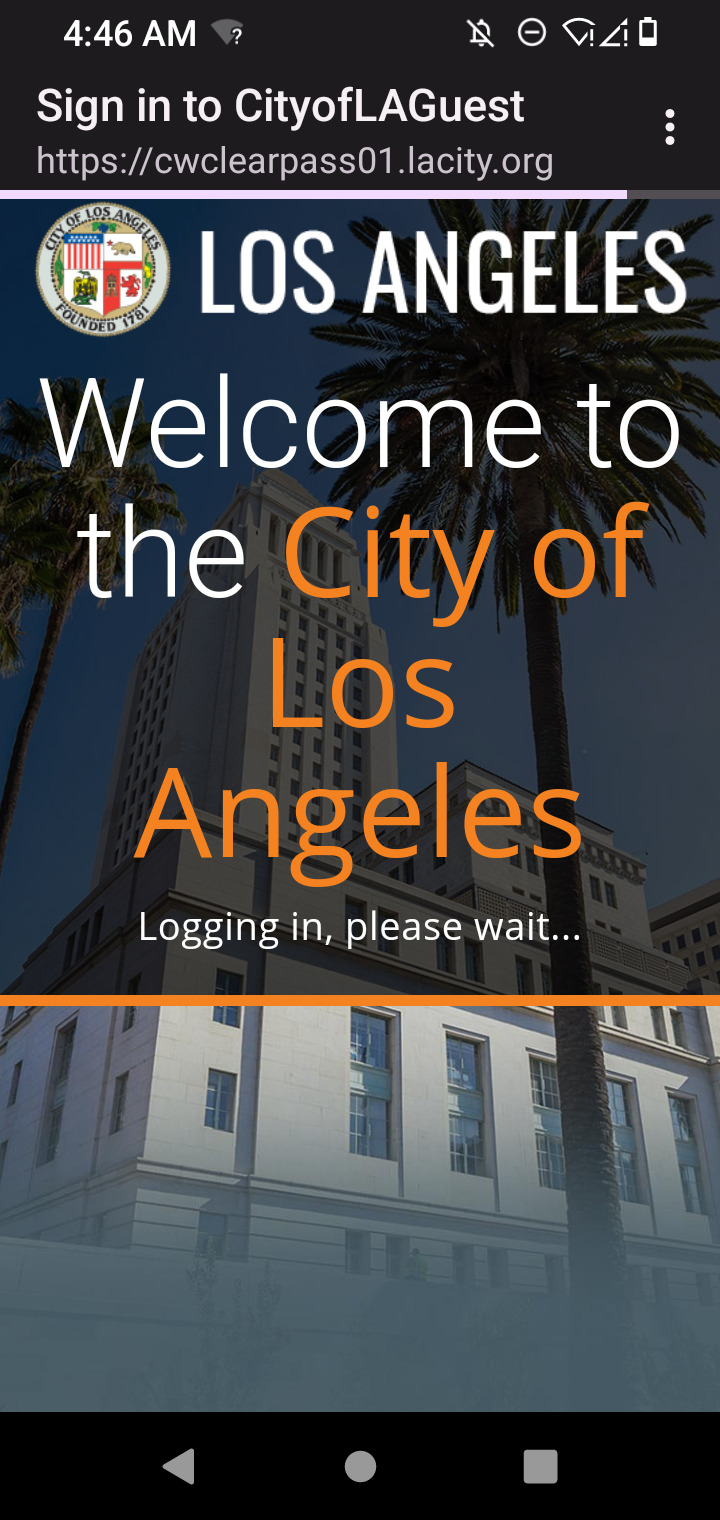 4:46 AM
?
Sign in to CityofLAGuest
https://cwclearpass01.lacity.org
CITY OF LOS ANGELES
FOUNDED 1781
LOS ANGELES
Welcome to
the City of
Los
Angeles
Logging in, please wait...